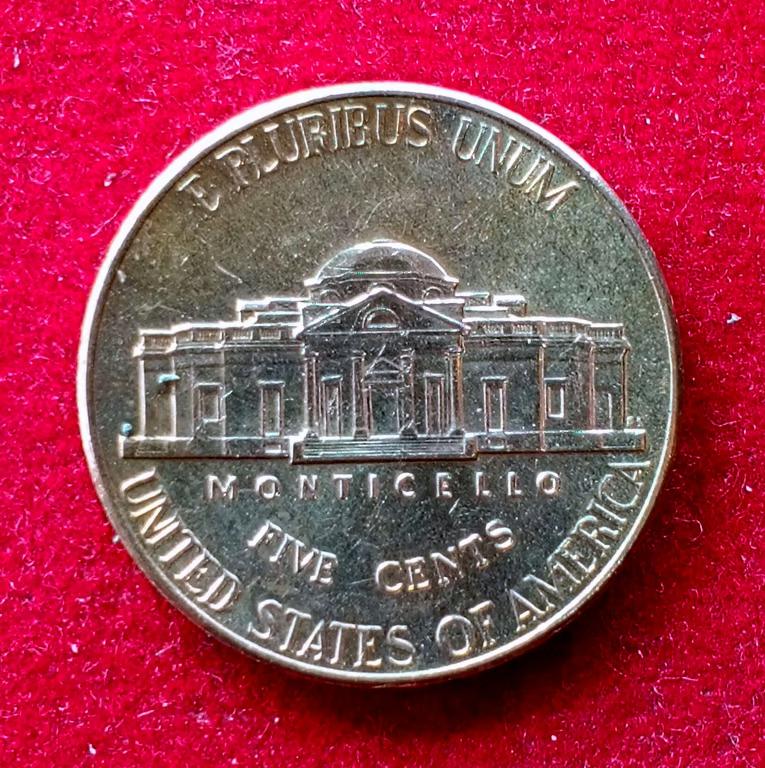 E PLURIBUS UNUM
MONTICELLO
FIVE CENTS
UNITED STATES OF AMERICA